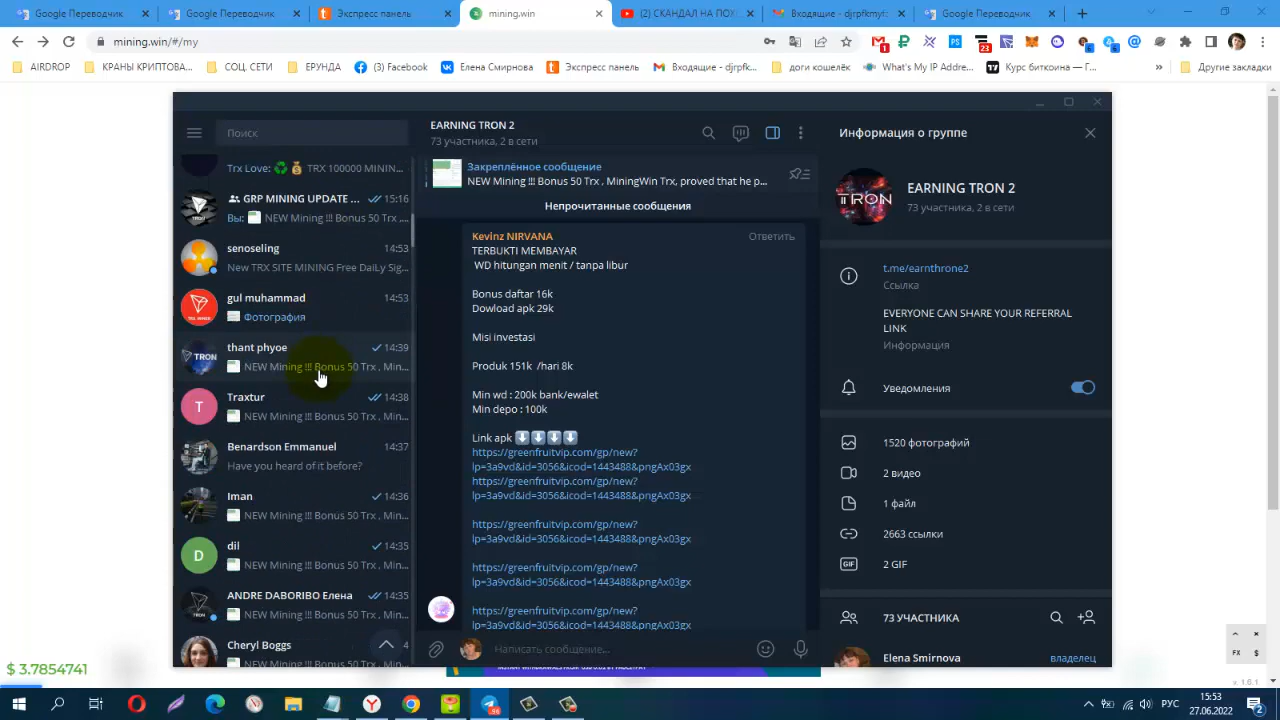 Google Переводчик
Google Переводчик
Экспресс панель
mining.win
(2) СКАНДАЛ НА ПОХ
Входящие - djrpfkmyf
Google Переводчик
mining.win/#/my
1
23
6
6
AIRDROP
КРАНЫ КРИПТОВА...
СОЦ. СЕТИ
ЕРУНДА
(3) Facebook
Елена Смирнова
Экспресс панель
Входящие - djrpfk...
доги кошелёк
What's My IP Addre...
Курс биткоина — Г...
»
Другие закладки
Поиск
Trx Love: ♻️ 💰 TRX 100000 MININ...
GRP MINING UPDATE ...
15:16
Вы: NEW Mining !!! Bonus 50 Trx ,...
senoseling
14:53
New TRX SITE MINING Free DaiLy Sig...
gul muhammad
14:53
Фотография
thant phyoe
14:39
NEW Mining !!! Bonus 50 Trx , Min...
Traxtur
14:38
NEW Mining !!! Bonus 50 Trx , Min...
Benardson Emmanuel
14:37
Have you heard of it before?
Iman
14:36
NEW Mining !!! Bonus 50 Trx , Min...
dil
14:35
NEW Mining !!! Bonus 50 Trx , Min...
ANDRE DABORIBO Елена
14:35
NEW Mining !!! Bonus 50 Trx , Min...
Cheryl Boggs
EARNING TRON 2
73 участника, 2 в сети
Закреплённое сообщение
NEW Mining !!! Bonus 50 Trx , MiningWin Trx, proved that he p...
Непрочитанные сообщения
Kevinz NIRVANA
Ответить
TERBUKTI MEMBAYAR
WD hitungan menit / tanpa libur
Bonus daftar 16k
Dowload apk 29k
Misi investasi
Produk 151k /hari 8k
Min wd : 200k bank/ewalet
Min depo : 100k
Link apk ⬇️⬇️⬇️⬇️
https://greenfruitvip.com/gp/new?
lp=3a9vd&id=3056&icod=1443488&pngAx03gx
https://greenfruitvip.com/gp/new?
lp=3a9vd&id=3056&icod=1443488&pngAx03gx
https://greenfruitvip.com/gp/new?
lp=3a9vd&id=3056&icod=1443488&pngAx03gx
https://greenfruitvip.com/gp/new?
lp=3a9vd&id=3056&icod=1443488&pngAx03gx
https://greenfruitvip.com/gp/new?
lp=3a9vd&id=3056&icod=1443488&pngAx03gx
Написать сообщение...
Информация о группе
TRON
EARNING TRON 2
73 участника, 2 в сети
t.me/earnthrone2
Ссылка
EVERYONE CAN SHARE YOUR REFERRAL
LINK
Информация
Уведомления
1520 фотографий
2 видео
1 файл
2663 ссылки
2 GIF
73 УЧАСТНИКА
Elena Smirnova
владелец
$ 3.7854741
FX $
v 1.6.1
РУС
15:53
27.06.2022
2